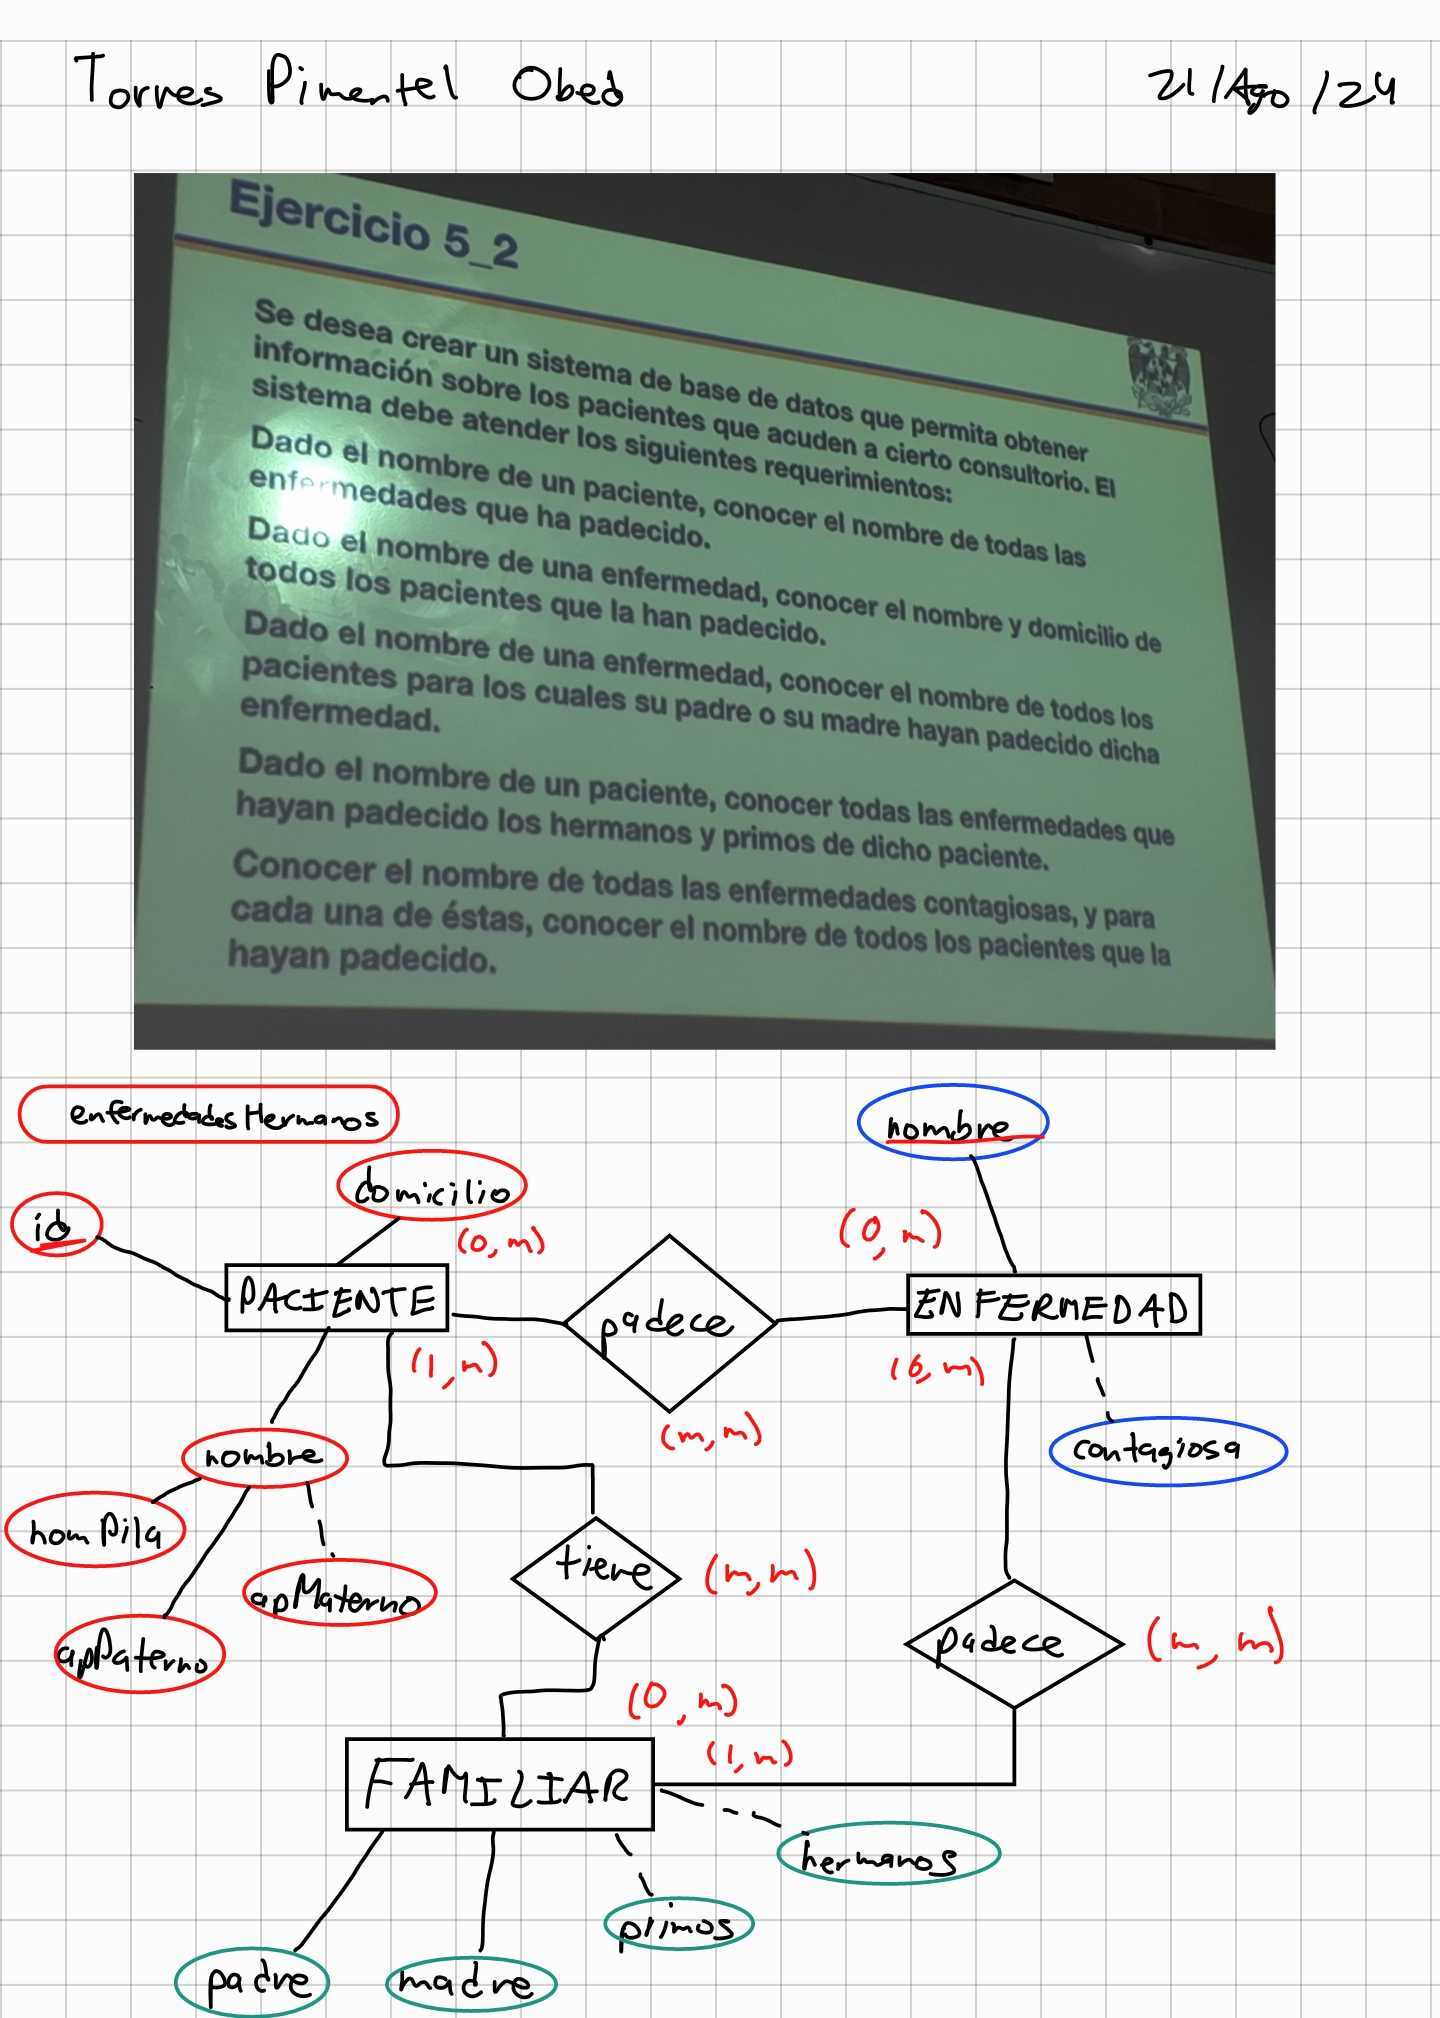 Torres Pimentel Obed 21/Ago/24
Ejercicio 5_2
Se desea crear un sistema de base de datos que permita obtener
información sobre los pacientes que acuden a cierto consultorio. El
sistema debe atender los siguientes requerimientos:
Dado el nombre de un paciente, conocer el nombre de todas las
enfermedades que ha padecido.
Dado el nombre de una enfermedad, conocer el nombre y domicilio de
todos los pacientes que la han padecido.
Dado el nombre de una enfermedad, conocer el nombre de todos los
pacientes para los cuales su padre o su madre hayan padecido dicha
enfermedad.
Dado el nombre de un paciente, conocer todas las enfermedades que
hayan padecido los hermanos y primos de dicho paciente.
Conocer el nombre de todas las enfermedades contagiosas, y para
cada una de éstas, conocer el nombre de todos los pacientes que la
hayan padecido.
enfermedadesHermanos
nombre
domicilio
id
(0,m)
(0,m)
PACIENTE
padece
ENFERMEDAD
(1,m)
(0,m)
(m,m)
contagiosa
nombre
nomPila
apMaterno
apPaterno
tiene
(m,m)
padece
(m,m)
(0,m)
(1,m)
FAMILIAR
hermanos
primos
padre
madre